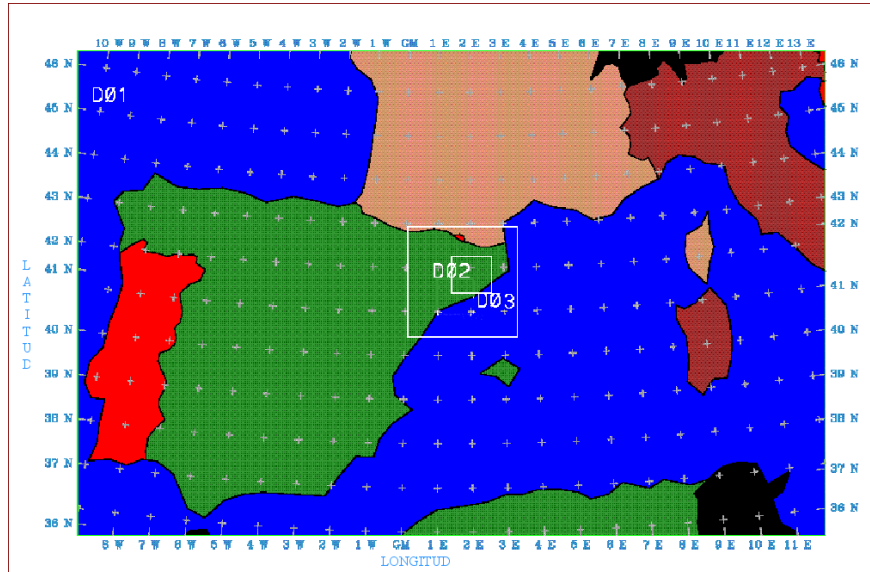 10 W 9 W 8 W 7 W 6 W 5 W 4 W 3 W 2 W 1 W GM 1 E 2 E 3 E 4 E 5 E 6 E 7 E 8 E 9 E 10 E 11 E 12 E 13 E
46 N 46 N
DØ1
45 N 45 N
44 N 44 N
43 N 43 N
42 N 42 N
41 N DØ2 41 N
DØ3
40 N 40 N
39 N 39 N
38 N 38 N
37 N 37 N
36 N 36 N
LATITUD
8 W 7 W 6 W 5 W 4 W 3 W 2 W 1 W GM 1 E 2 E 3 E 4 E 5 E 6 E 7 E 8 E 9 E 10 E 11 E
LONGITUD